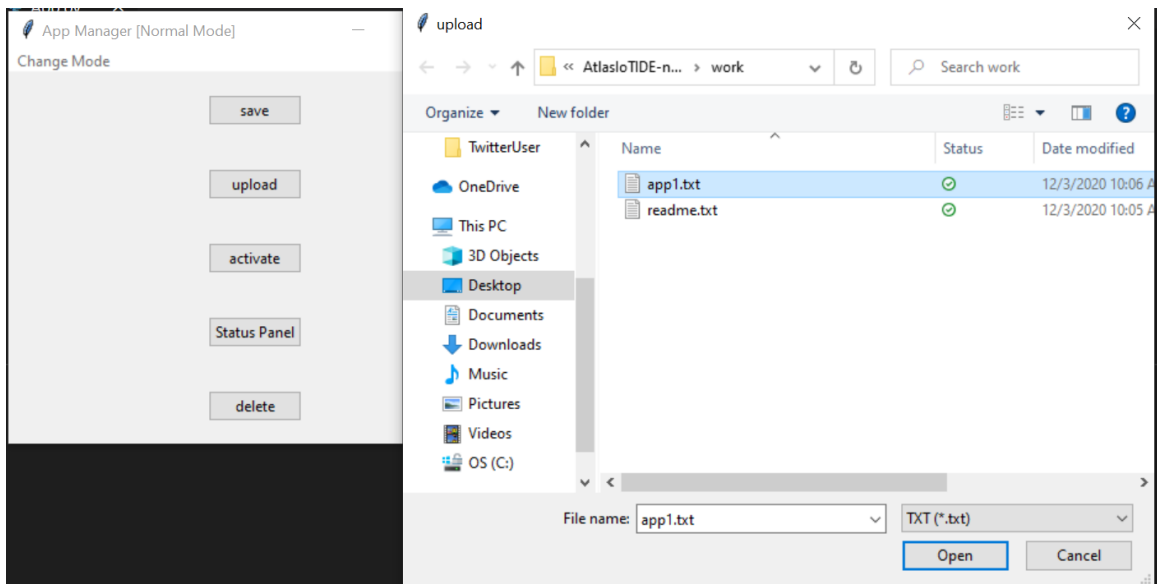 App Manager [Normal Mode]
Change Mode
save
upload
activate
Status Panel
delete
upload
« AtlasIoTIDE-n... > work
Search work
Organize
New folder
TwitterUser
OneDrive
This PC
3D Objects
Desktop
Documents
Downloads
Music
Pictures
Videos
OS (C:)
Name Status Date modified
app1.txt 12/3/2020 10:06 A
readme.txt 12/3/2020 10:05 A
File name: app1.txt TXT (*.txt)
Open Cancel